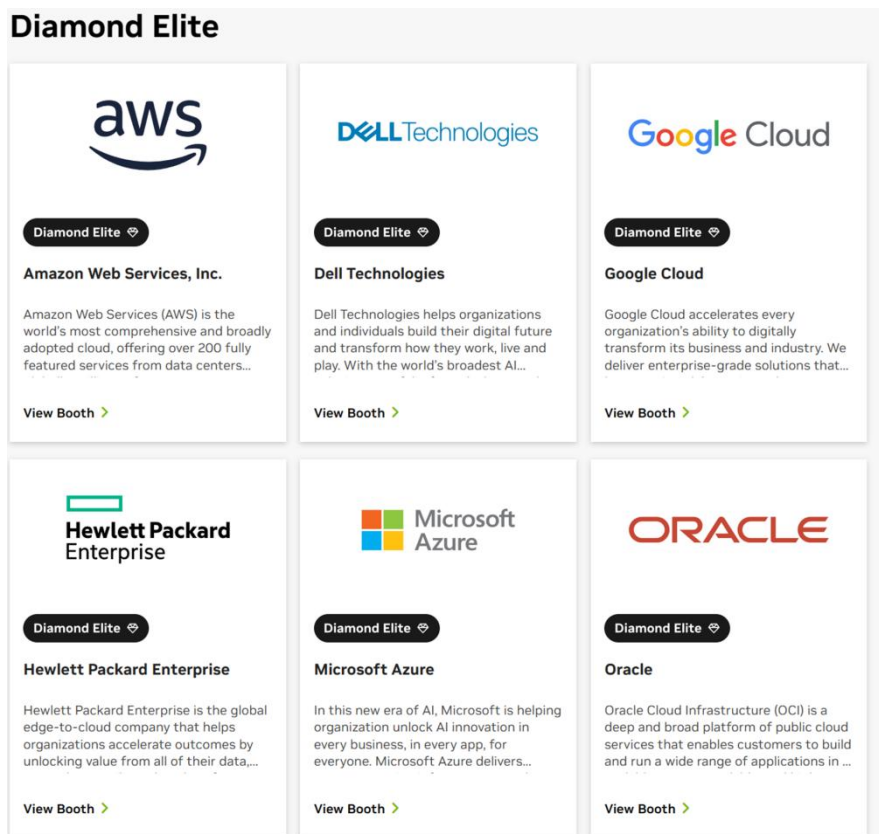 Diamond Elite
aws
DELLTechnologies
Google Cloud
Diamond Elite
Diamond Elite
Diamond Elite
Amazon Web Services, Inc.
Dell Technologies
Google Cloud
Amazon Web Services (AWS) is the
world's most comprehensive and broadly
adopted cloud, offering over 200 fully
featured services from data centers...
Dell Technologies helps organizations
and individuals build their digital future
and transform how they work, live and
play. With the world's broadest AI...
Google Cloud accelerates every
organization's ability to digitally
transform its business and industry. We
deliver enterprise-grade solutions that...
View Booth
View Booth
View Booth
Hewlett Packard
Enterprise
Microsoft
Azure
ORACLE
Diamond Elite
Diamond Elite
Diamond Elite
Hewlett Packard Enterprise
Microsoft Azure
Oracle
Hewlett Packard Enterprise is the global
edge-to-cloud company that helps
organizations accelerate outcomes by
unlocking value from all of their data,...
In this new era of AI, Microsoft is helping
organization unlock AI innovation in
every business, in every app, for
everyone. Microsoft Azure delivers...
Oracle Cloud Infrastructure (OCI) is a
deep and broad platform of public cloud
services that enables customers to build
and run a wide range of applications in ...
View Booth
View Booth
View Booth